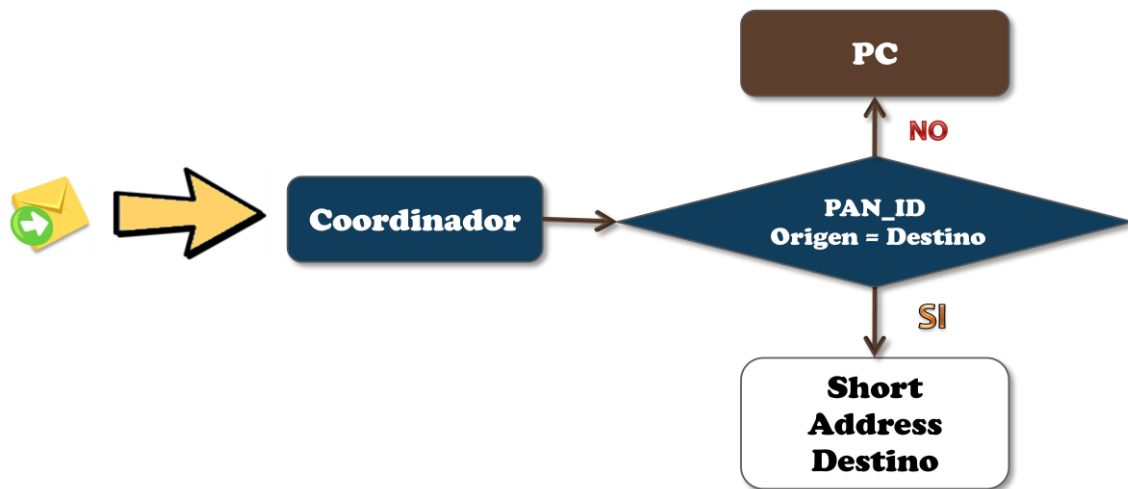 PC
NO
Coordinador
PAN_ID
Origen = Destino
SI
Short
Address
Destino